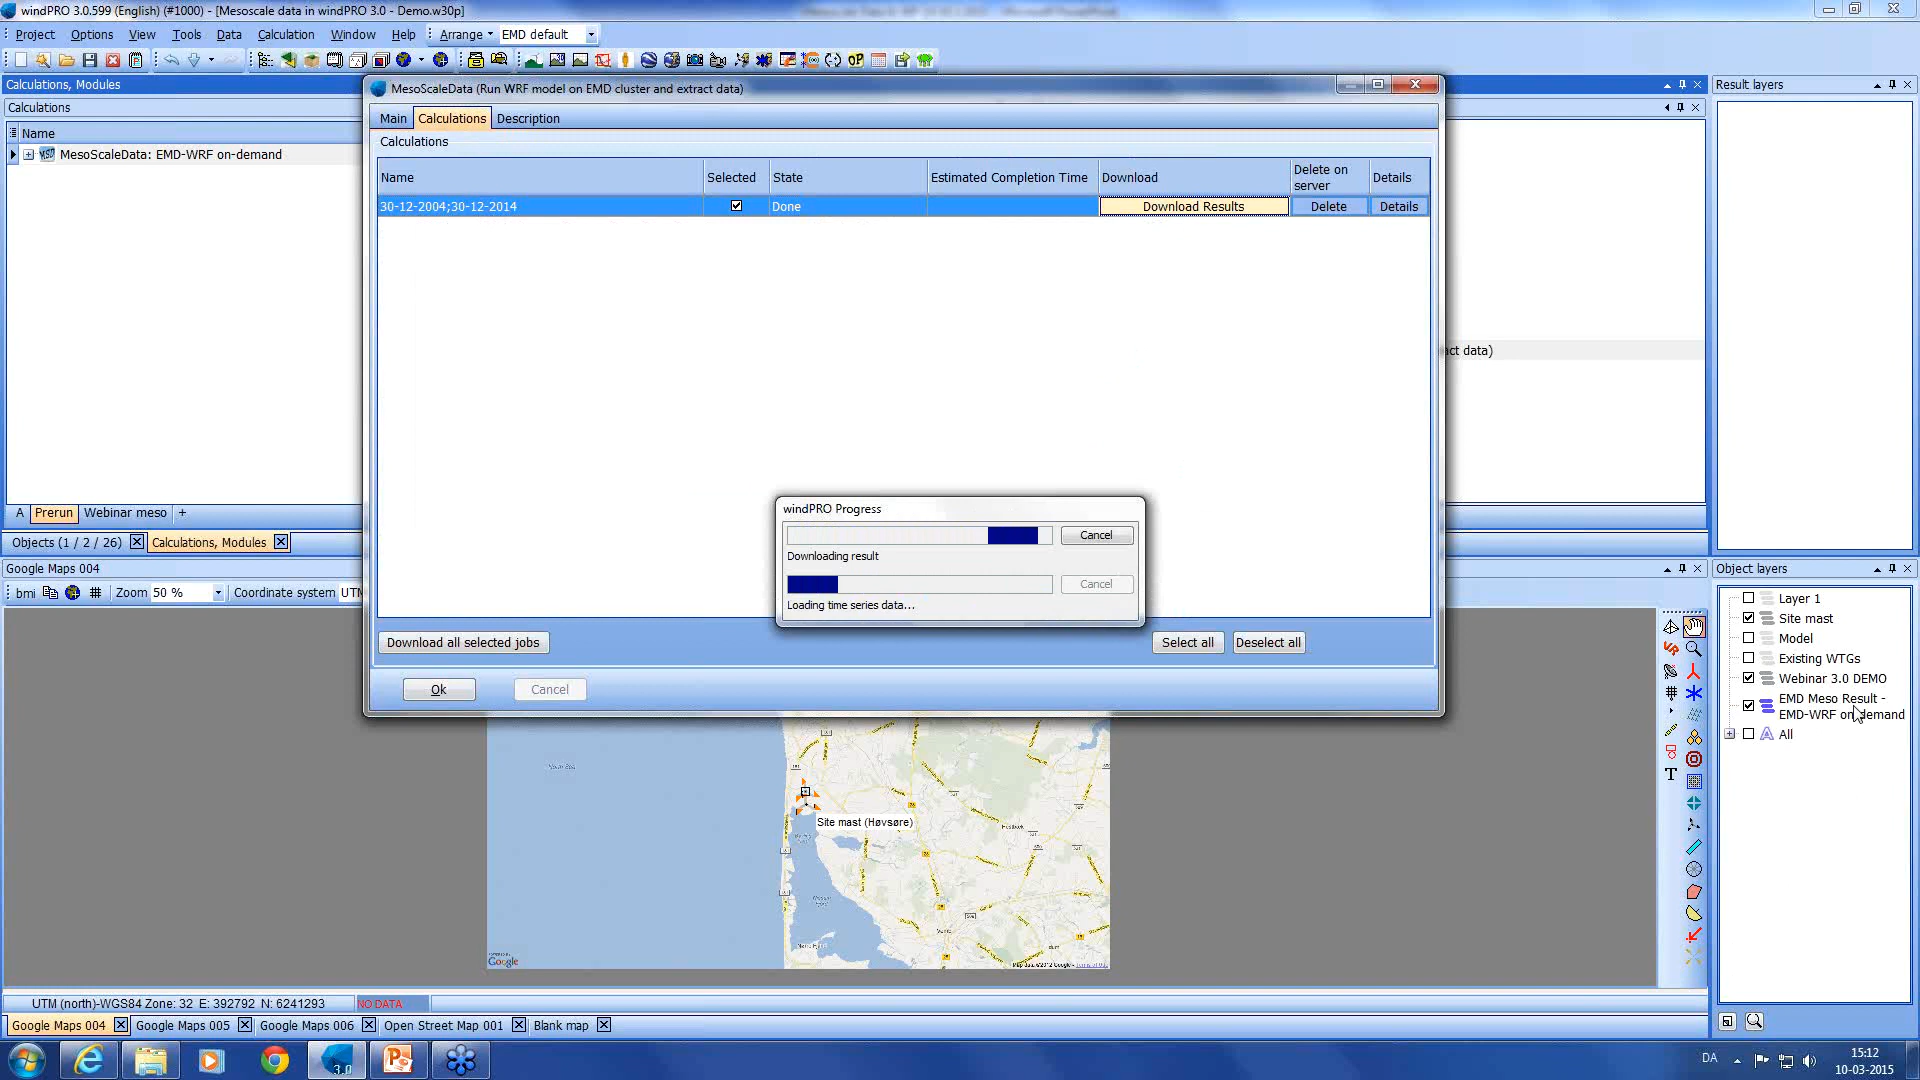 windPRO 3.0.599 (English) (#1000) - [Mesoscale data in windPRO 3.0 - Demo.w30p]
Project Options View Tools Data Calculation Window Help Arrange EMD default
Calculations, Modules
Calculations
Name
MesoScaleData: EMD-WRF on-demand
MesoScaleData (Run WRF model on EMD cluster and extract data)
Main Calculations Description
Calculations
Name Selected State Estimated Completion Time Download Delete on server Details
30-12-2004;30-12-2014 Done Download Results Delete Details
act data)
Result layers
windPRO Progress
Cancel
Downloading result
Cancel
Loading time series data...
Download all selected jobs Select all Deselect all
Ok Cancel
A Prerun Webinar meso +
Objects (1 / 2 / 26) Calculations, Modules
Google Maps 004
bmi Zoom 50 % Coordinate system UTM
Object layers
Layer 1
Site mast
Model
Existing WTGs
Webinar 3.0 DEMO
EMD Meso Result -
EMD-WRF on-demand
All
T
Site mast (Høvsøre)
Google
UTM (north)-WGS84 Zone: 32 E: 392792 N: 6241293 NO DATA
Google Maps 004 Google Maps 005 Google Maps 006 Open Street Map 001 Blank map
3.0
DA
15:12
10-03-2015